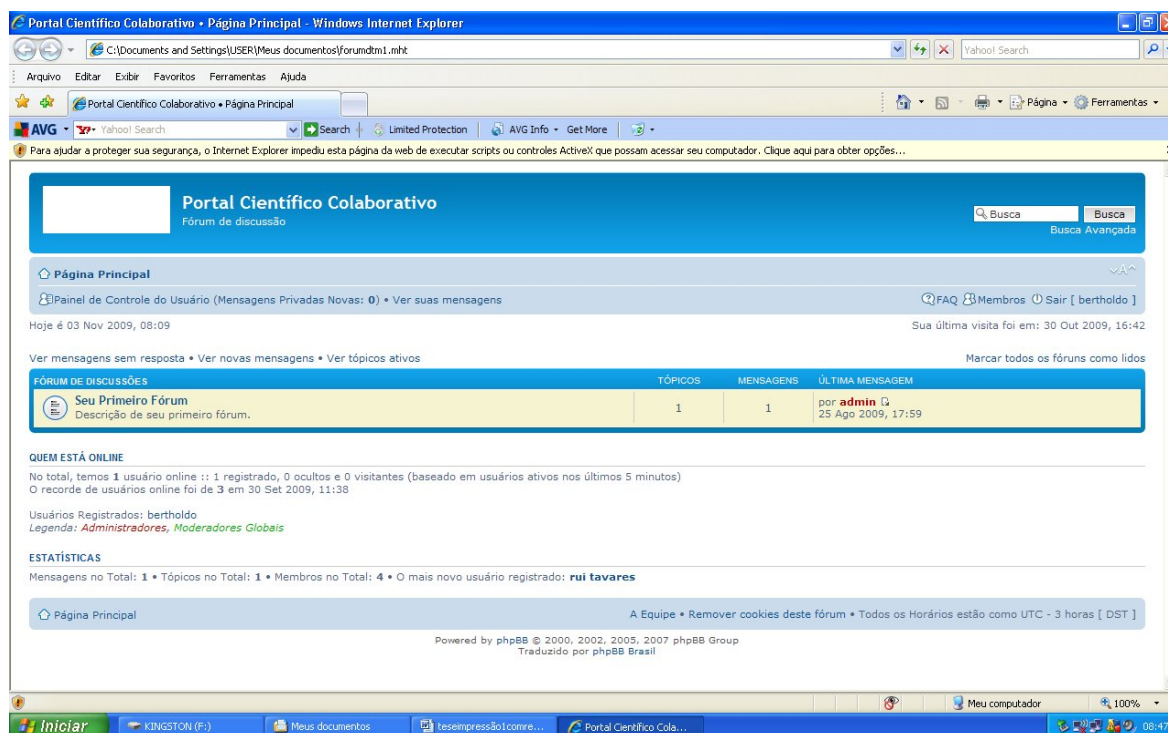 Portal Científico Colaborativo • Página Principal - Windows Internet Explorer
C:\Documents and Settings\USER\Meus documentos\forumdtm1.mht
Yahoo! Search
Arquivo Editar Exibir Favoritos Ferramentas Ajuda
Portal Científico Colaborativo • Página Principal
Página Ferramentas
AVG Yahoo! Search Search Limited Protection AVG Info Get More
Para ajudar a proteger sua segurança, o Internet Explorer impediu esta página da web de executar scripts ou controles ActiveX que possam acessar seu computador. Clique aqui para obter opções...
Portal Científico Colaborativo
Fórum de discussão
Busca Busca
Busca Avançada
Página Principal
Painel de Controle do Usuário (Mensagens Privadas Novas: 0) • Ver suas mensagens
FAQ Membros Sair [ bertholdo ]
Hoje é 03 Nov 2009, 08:09
Sua última visita foi em: 30 Out 2009, 16:42
Ver mensagens sem resposta • Ver novas mensagens • Ver tópicos ativos
Marcar todos os fóruns como lidos
FÓRUM DE DISCUSSÕES TÓPICOS MENSAGENS ÚLTIMA MENSAGEM
Seu Primeiro Fórum
Descrição de seu primeiro fórum.
1 1
por admin
25 Ago 2009, 17:59
QUEM ESTÁ ONLINE
No total, temos 1 usuário online :: 1 registrado, 0 ocultos e 0 visitantes (baseado em usuários ativos nos últimos 5 minutos)
O recorde de usuários online foi de 3 em 30 Set 2009, 11:38
Usuários Registrados: bertholdo
Legenda: Administradores, Moderadores Globais
ESTATÍSTICAS
Mensagens no Total: 1 • Tópicos no Total: 1 • Membros no Total: 4 • O mais novo usuário registrado: rui tavares
Página Principal
A Equipe • Remover cookies deste fórum • Todos os Horários estão como UTC - 3 horas [ DST ]
Powered by phpBB © 2000, 2002, 2005, 2007 phpBB Group
Traduzido por phpBB Brasil
Meu computador 100%
Iniciar KINGSTON (F:) Meus documentos teseimpressão1comre... Portal Científico Cola... 08:47